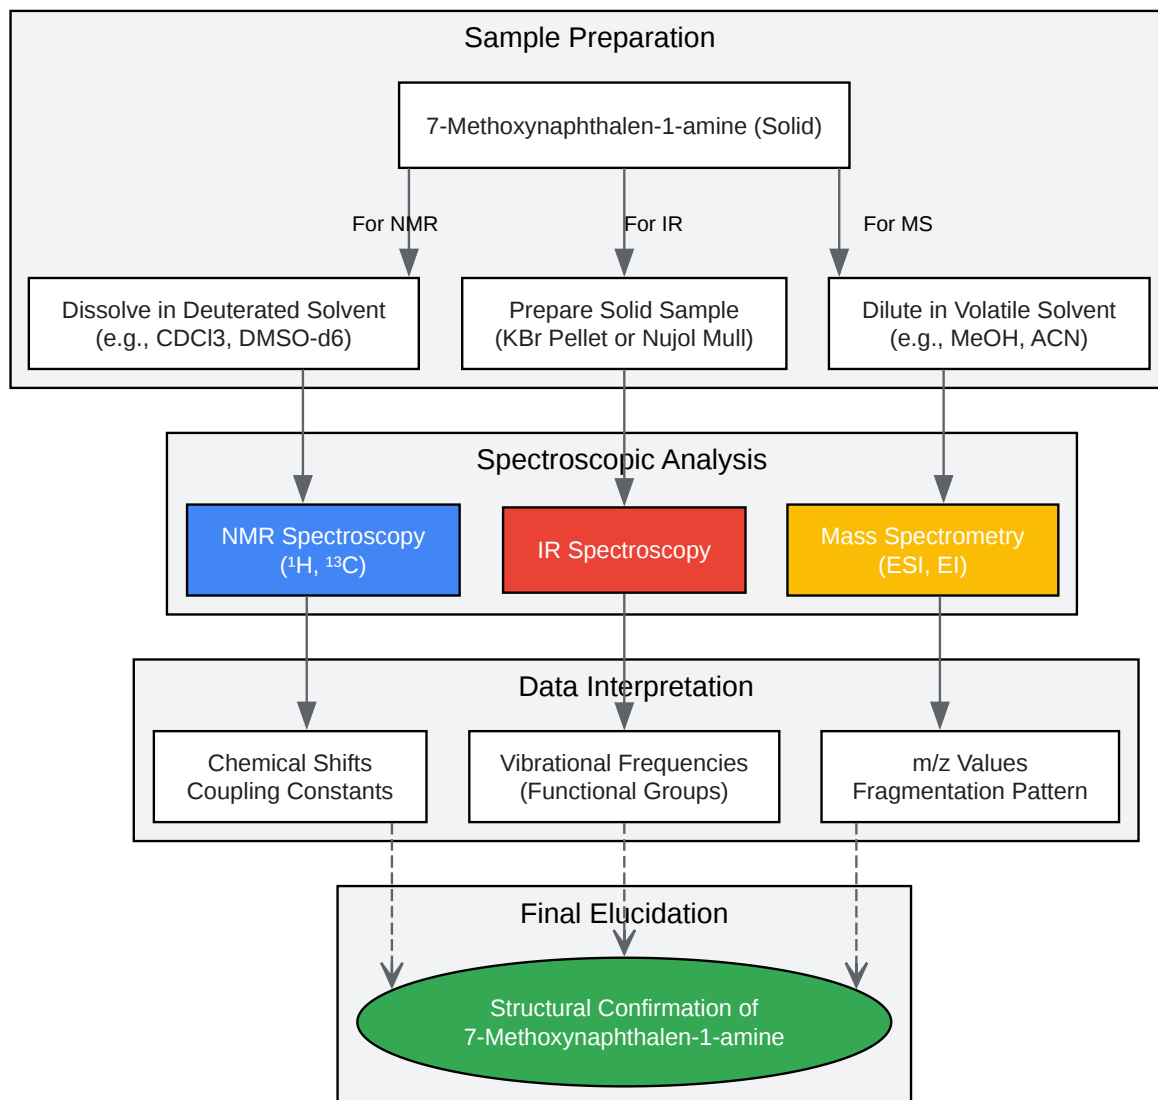 Sample Preparation
7-Methoxynaphthalen-1-amine (Solid)
For NMR
For IR
For MS
Dissolve in Deuterated Solvent
(e.g., CDCl3, DMSO-d6)
Prepare Solid Sample
(KBr Pellet or Nujol Mull)
Dilute in Volatile Solvent
(e.g., MeOH, ACN)
Spectroscopic Analysis
NMR Spectroscopy
(¹H, ¹³C)
IR Spectroscopy
Mass Spectrometry
(ESI, EI)
Data Interpretation
Chemical Shifts
Coupling Constants
Vibrational Frequencies
(Functional Groups)
m/z Values
Fragmentation Pattern
Final Elucidation
Structural Confirmation of
7-Methoxynaphthalen-1-amine